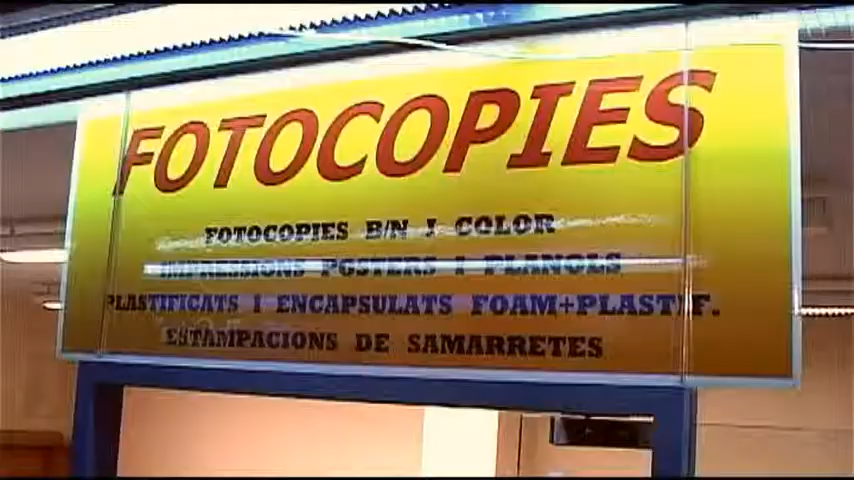 FOTOCOPIES
FOTOCOPIES B/N I COLOR
IMPRESSIONS POSTERS I PLANOLS
PLASTIFICATS I ENCAPSULATS FOAM+PLASTIF.
ESTAMPACIONS DE SAMARRETES